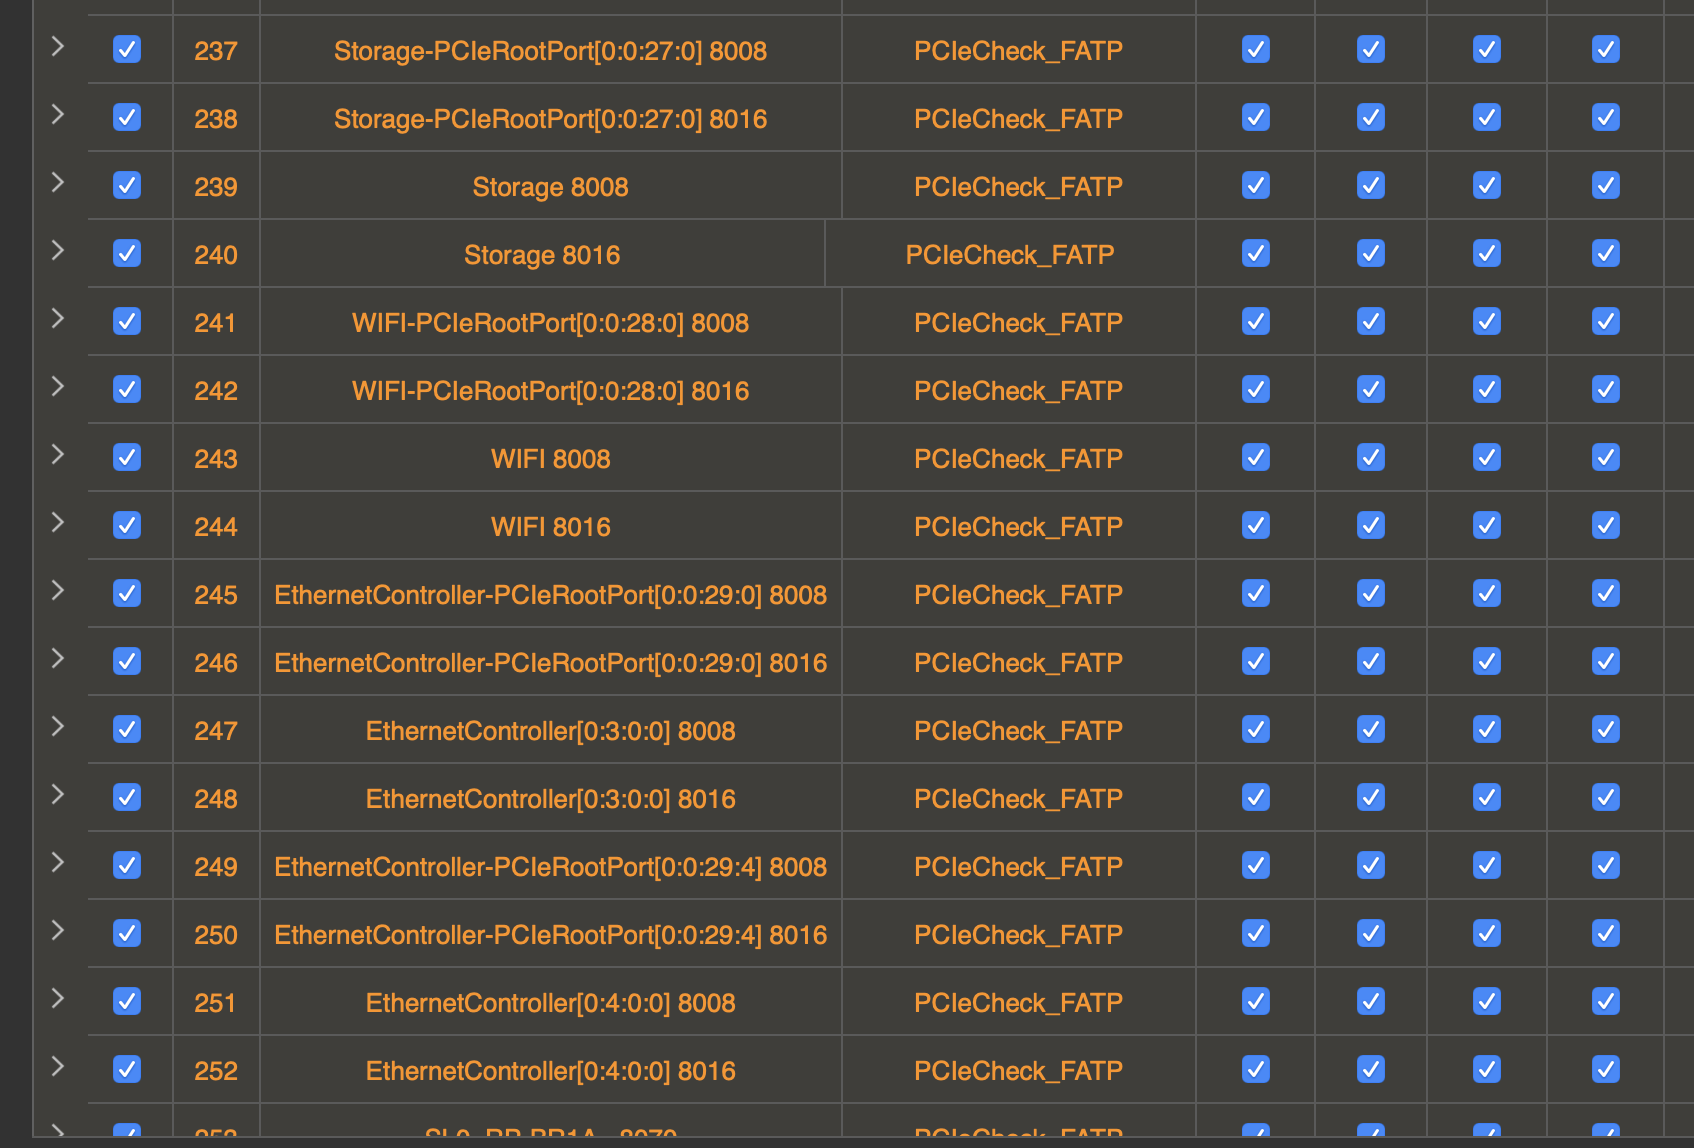 237 Storage-PCIeRootPort[0:0:27:0] 8008 PCIeCheck_FATP
238 Storage-PCIeRootPort[0:0:27:0] 8016 PCIeCheck_FATP
239 Storage 8008 PCIeCheck_FATP
240 Storage 8016 PCIeCheck_FATP
241 WIFI-PCIeRootPort[0:0:28:0] 8008 PCIeCheck_FATP
242 WIFI-PCIeRootPort[0:0:28:0] 8016 PCIeCheck_FATP
243 WIFI 8008 PCIeCheck_FATP
244 WIFI 8016 PCIeCheck_FATP
245 EthernetController-PCIeRootPort[0:0:29:0] 8008 PCIeCheck_FATP
246 EthernetController-PCIeRootPort[0:0:29:0] 8016 PCIeCheck_FATP
247 EthernetController[0:3:0:0] 8008 PCIeCheck_FATP
248 EthernetController[0:3:0:0] 8016 PCIeCheck_FATP
249 EthernetController-PCIeRootPort[0:0:29:4] 8008 PCIeCheck_FATP
250 EthernetController-PCIeRootPort[0:0:29:4] 8016 PCIeCheck_FATP
251 EthernetController[0:4:0:0] 8008 PCIeCheck_FATP
252 EthernetController[0:4:0:0] 8016 PCIeCheck_FATP
253 PCIeCheck_FATP